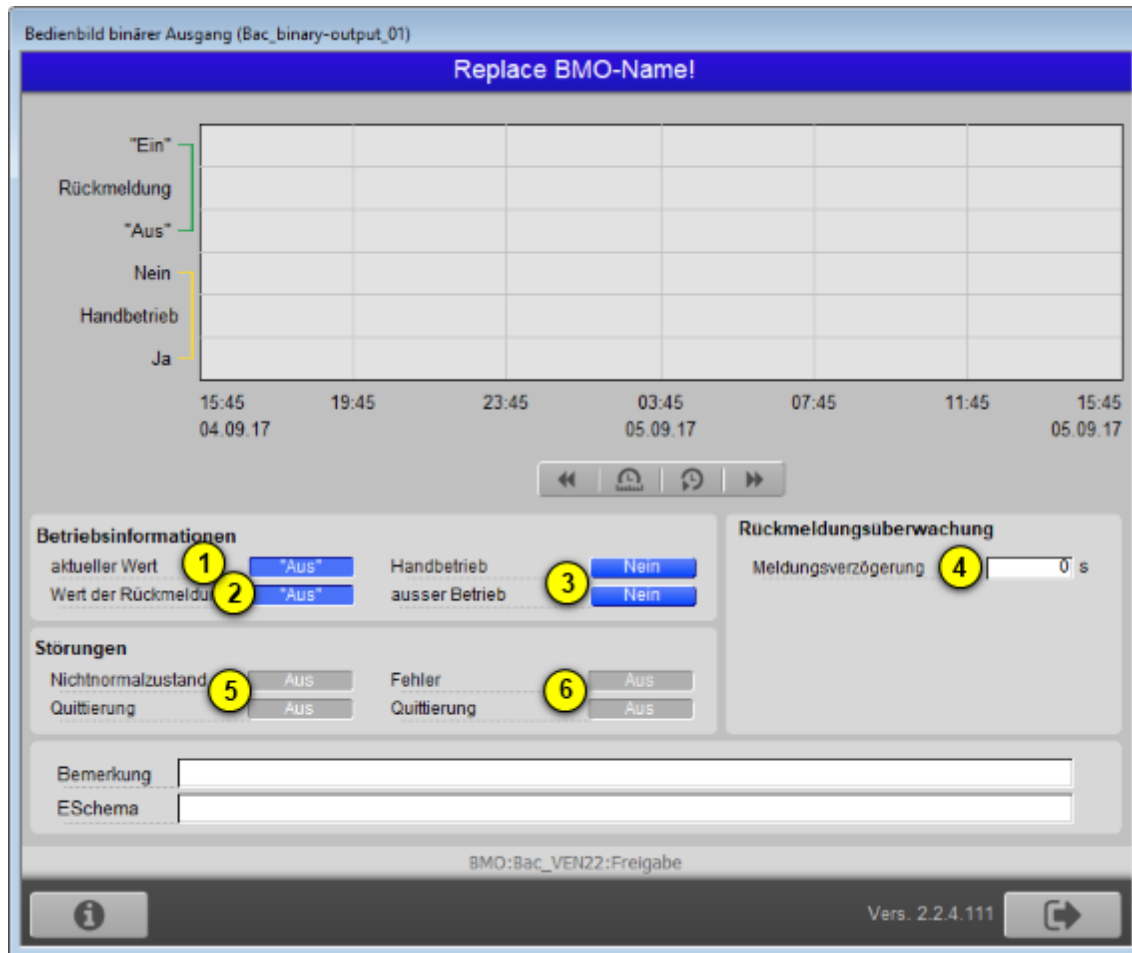 Bedienbild binärer Ausgang (Bac_binary-output_01)
Replace BMO-Name!
"Ein"
Rückmeldung
"Aus"
Nein
Handbetrieb
Ja
15:45 19:45 23:45 03:45 07:45 11:45 15:45
04.09.17 05.09.17 05.09.17
Betriebsinformationen
aktueller Wert 1 "Aus" Handbetrieb 3 Nein
Wert der Rückmeldu 2 "Aus" ausser Betrieb Nein
Rückmeldungsüberwachung
Meldungsverzögerung 4 0 s
Störungen
Nichtnormalzustand 5 Aus Fehler 6 Aus
Quittierung Aus Quittierung Aus
Bemerkung
ESchema
BMO:Bac_VEN22:Freigabe
Vers. 2.2.4.111